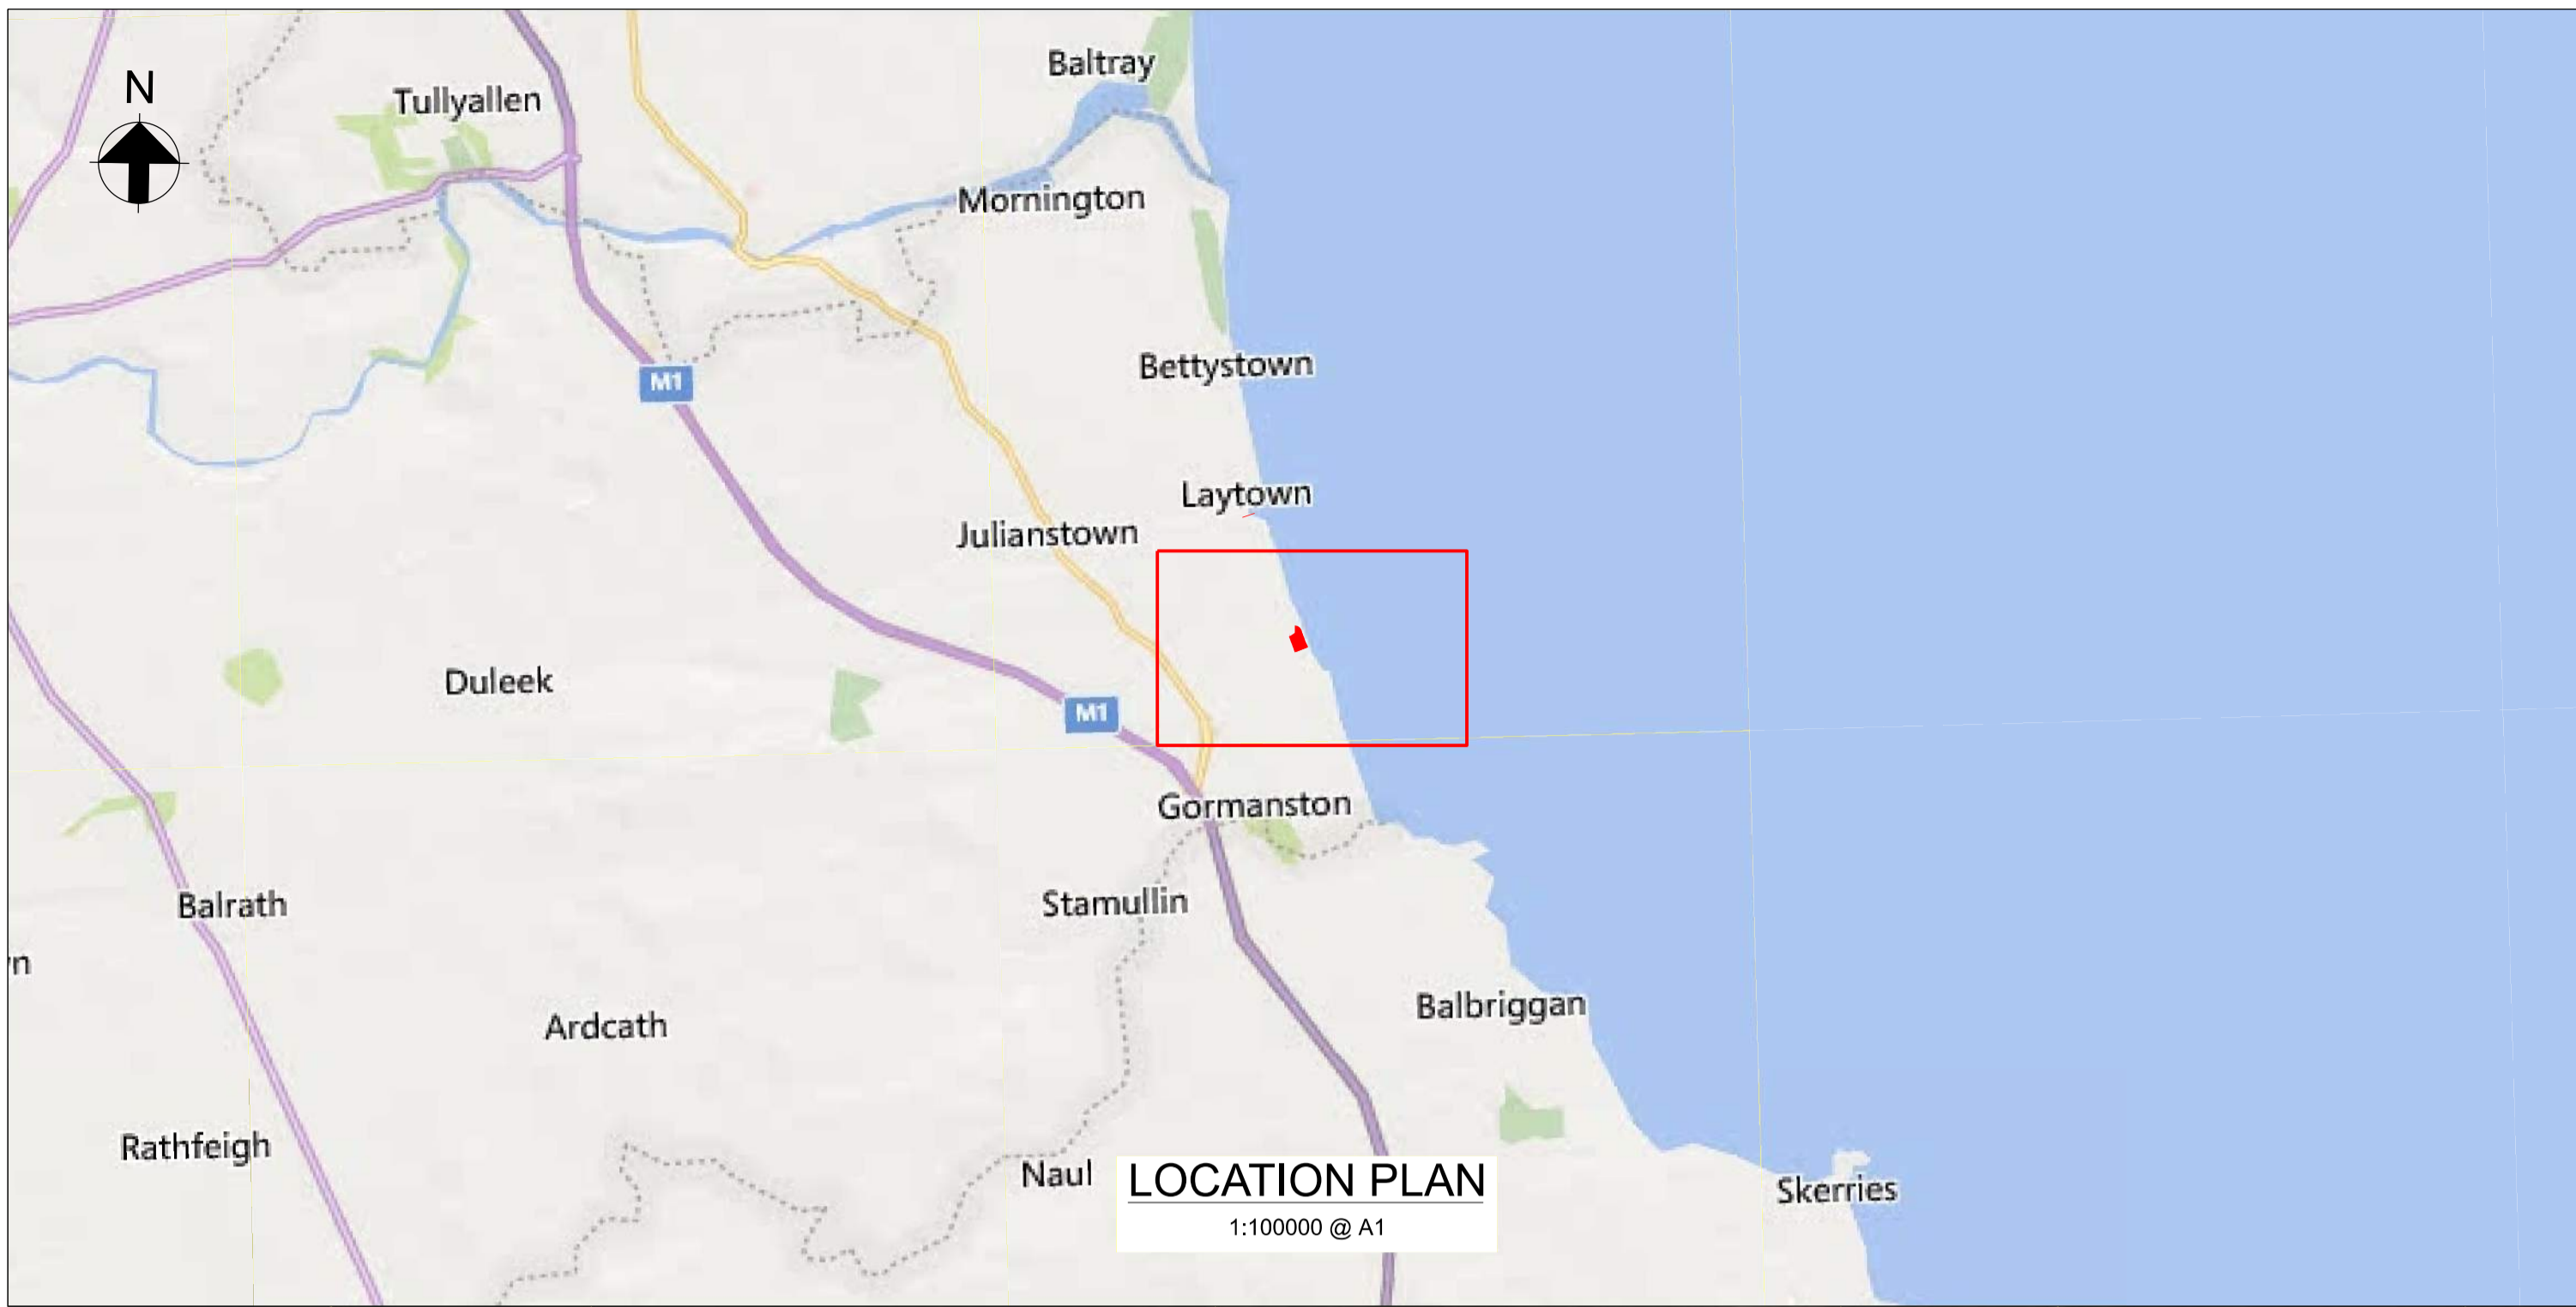 Baltray
N
Tullyallen
Mornington
Bettystown
M1
Laytown
Julianstown
Duleek
M1
Gormanston
Balrath
Stamullin
Balbriggan
Ardcath
Rathfeigh
Naul
LOCATION PLAN
1:100000 @ A1
Skerries